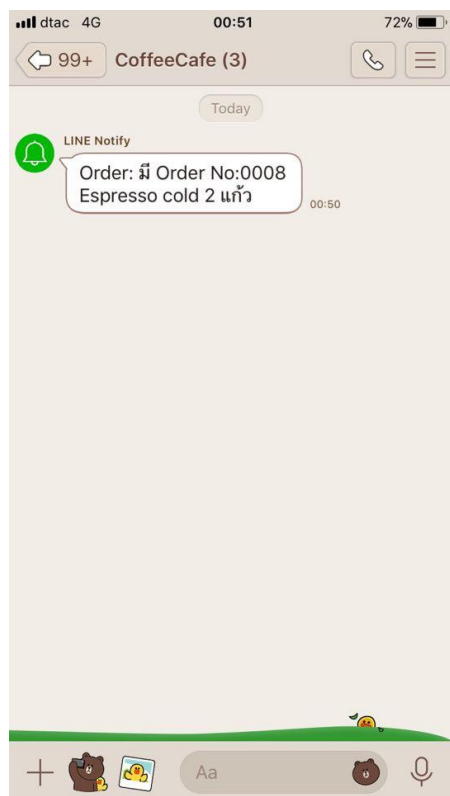 dtac 4G 00:51 72%
99+ CoffeeCafe (3)
Today
LINE Notify
Order: มี Order No:0008
Espresso cold 2 แก้ว
00:50
Aa